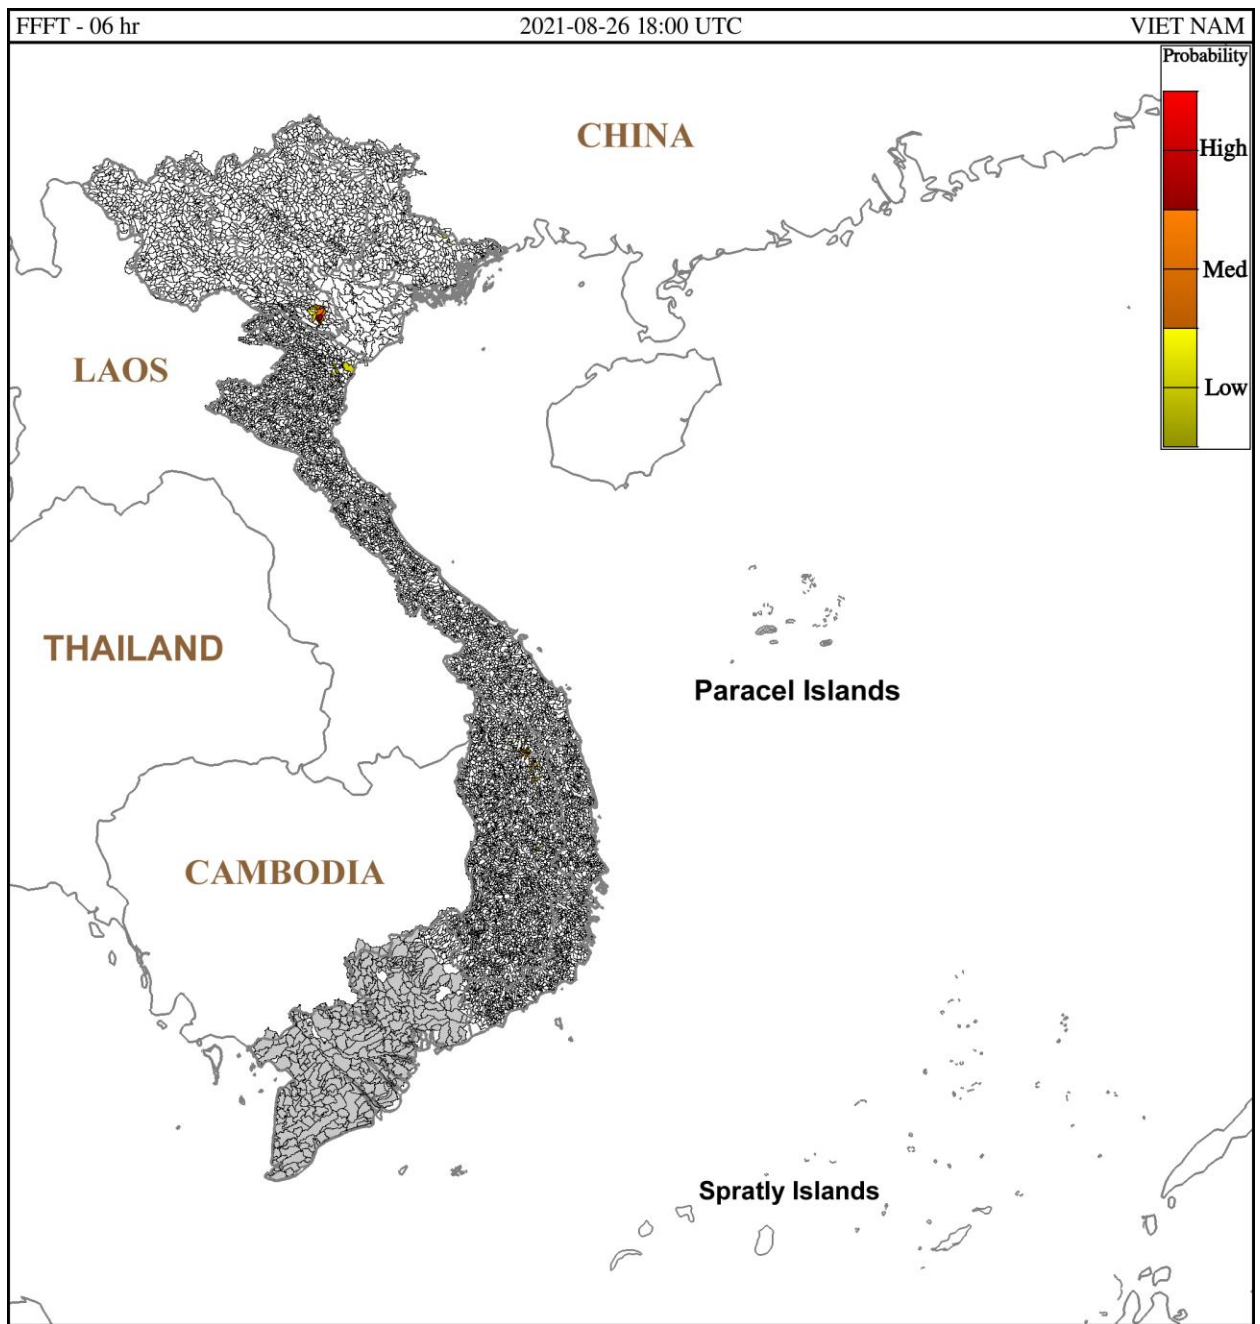 FFFT - 06 hr
2021-08-26 18:00 UTC
VIET NAM
Probability
CHINA
High
Med
LAOS
Low
THAILAND
Paracel Islands
CAMBODIA
Spratly Islands